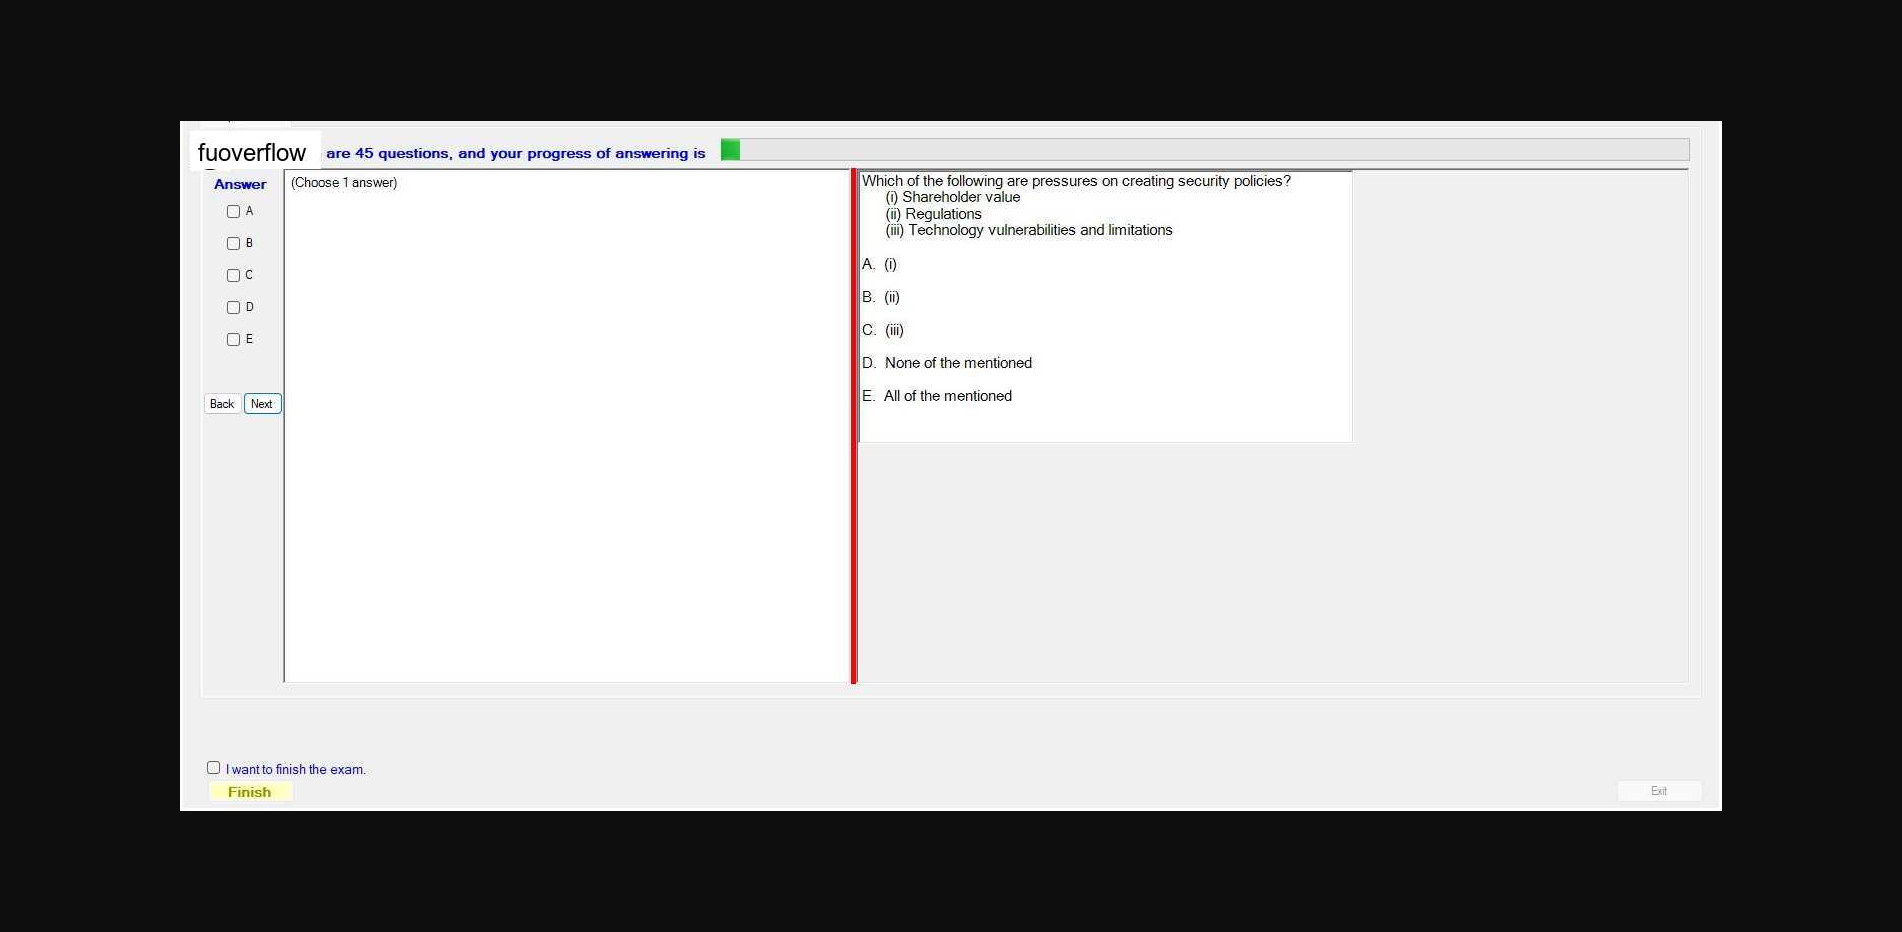 fuoverflow are 45 questions, and your progress of answering is
Answer
(Choose 1 answer)
A
B
C
D
E
Back Next
Which of the following are pressures on creating security policies?
(i) Shareholder value
(ii) Regulations
(iii) Technology vulnerabilities and limitations
A. (i)
B. (ii)
C. (iii)
D. None of the mentioned
E. All of the mentioned
I want to finish the exam.
Finish
Exit